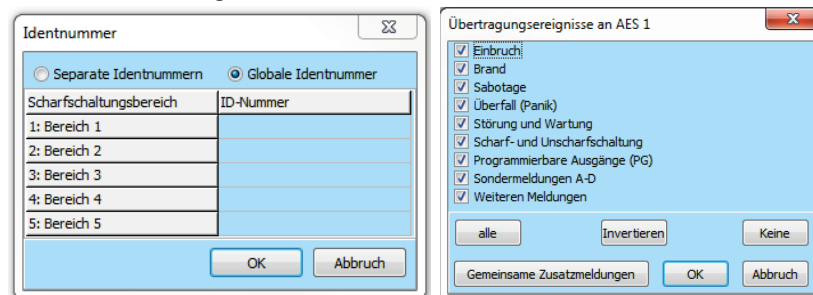 Identnummer
Separate Identnummern Globale Identnummer
Scharfschaltungsbereich ID-Nummer
1: Bereich 1
2: Bereich 2
3: Bereich 3
4: Bereich 4
5: Bereich 5
OK Abbruch
Übertragungsereignisse an AES 1
Einbruch
Brand
Sabotage
Überfall (Panik)
Störung und Wartung
Scharf- und Unscharfschaltung
Programmierbare Ausgänge (PG)
Sondermeldungen A-D
Weiteren Meldungen
alle Invertieren Keine
Gemeinsame Zusatzmeldungen OK Abbruch